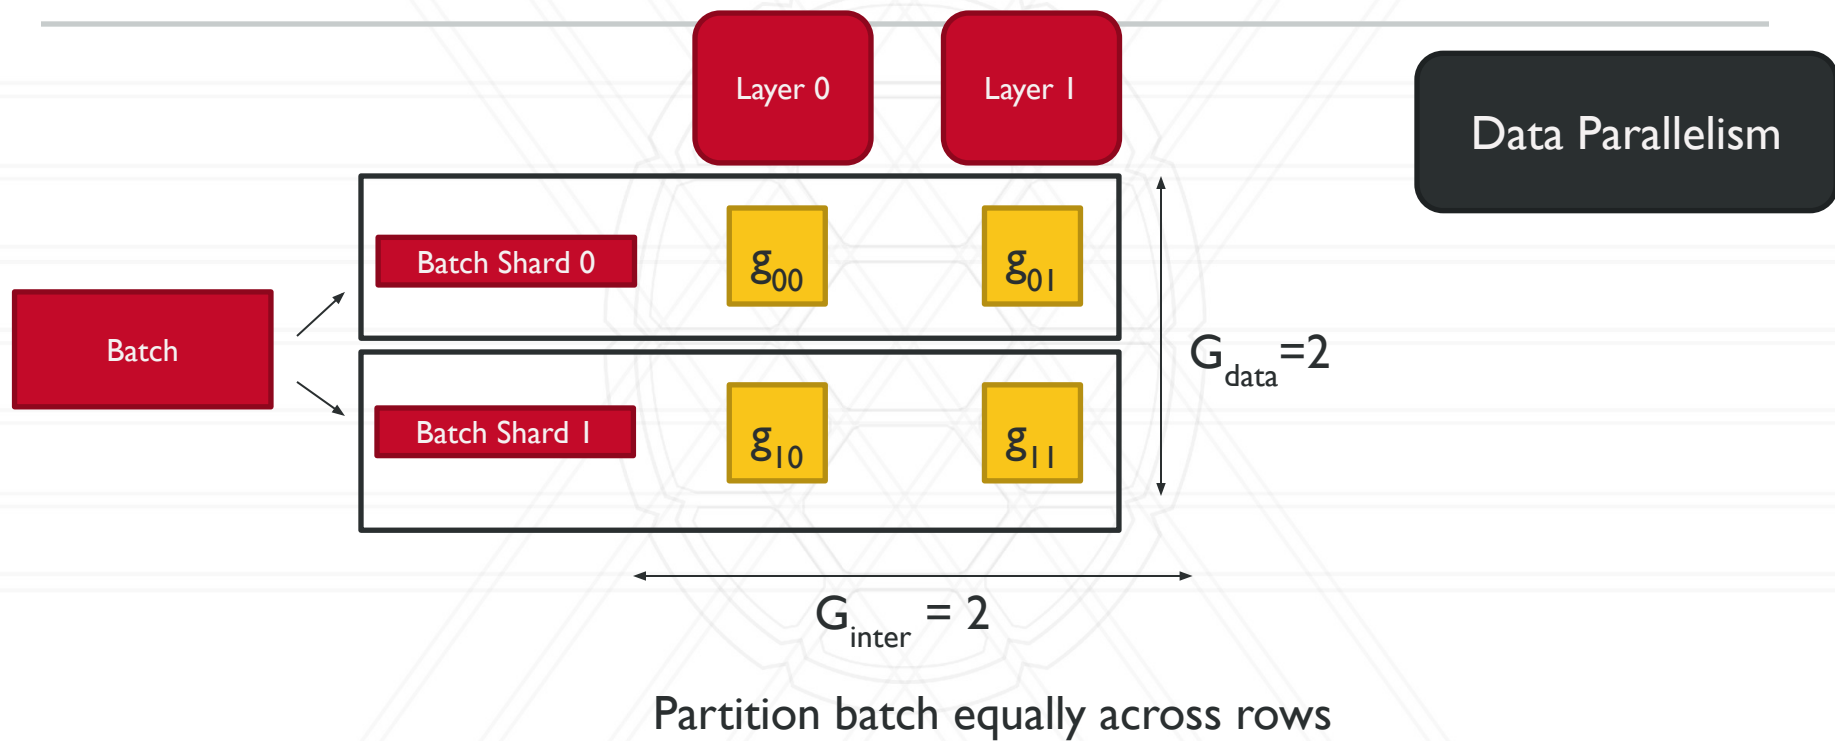 Layer 0
Layer 1
Data Parallelism
Batch Shard 0
g00
g01
Batch
G data =2
Batch Shard 1
g10
g11
G inter = 2
Partition batch equally across rows